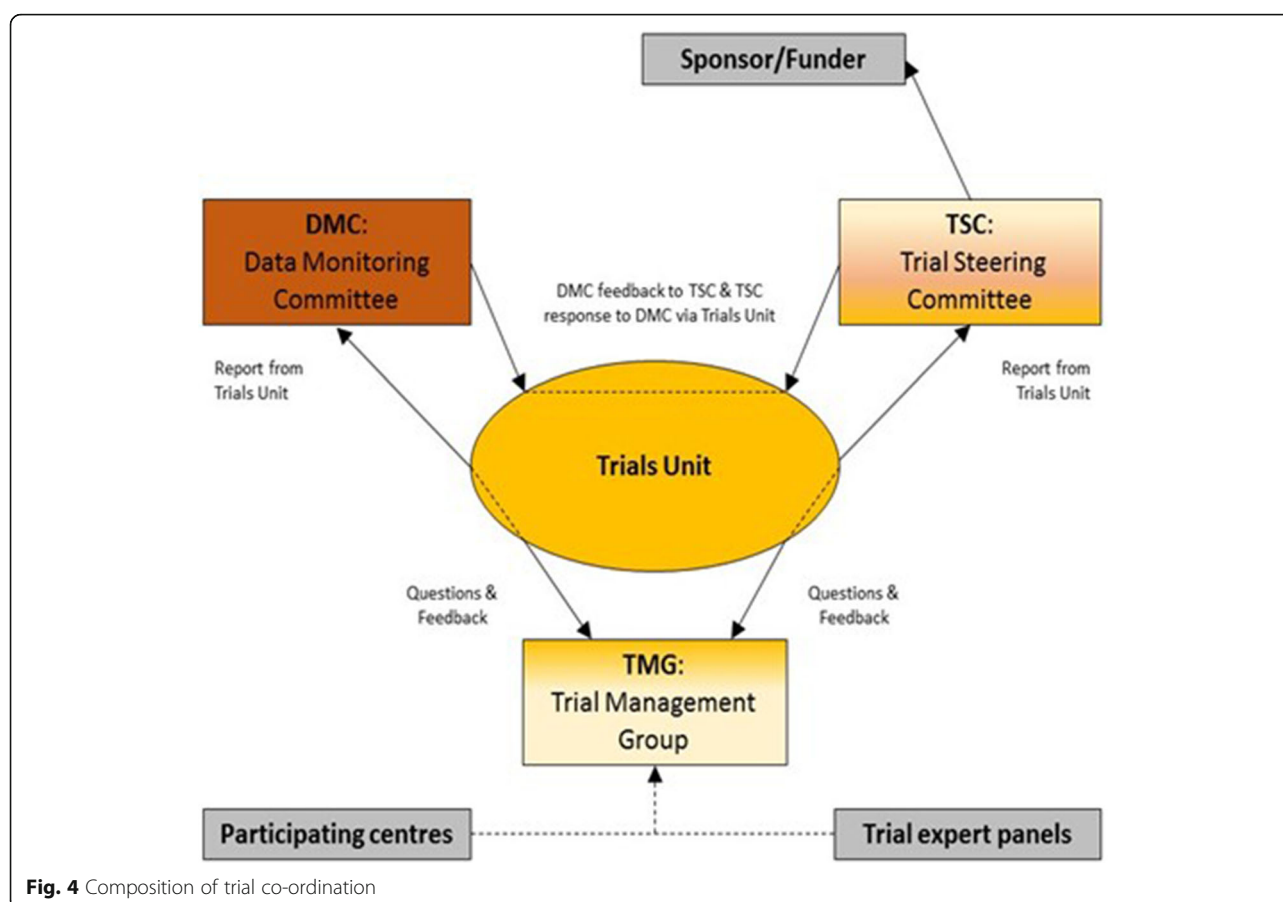 Sponsor/Funder
DMC:
Data Monitoring
Committee
TSC:
Trial Steering
Committee
DMC feedback to TSC & TSC
response to DMC via Trials Unit
Report from
Trials Unit
Report from
Trials Unit
Trials Unit
Questions &
Feedback
Questions &
Feedback
TMG:
Trial Management
Group
Participating centres
Trial expert panels
Fig. 4 Composition of trial co-ordination